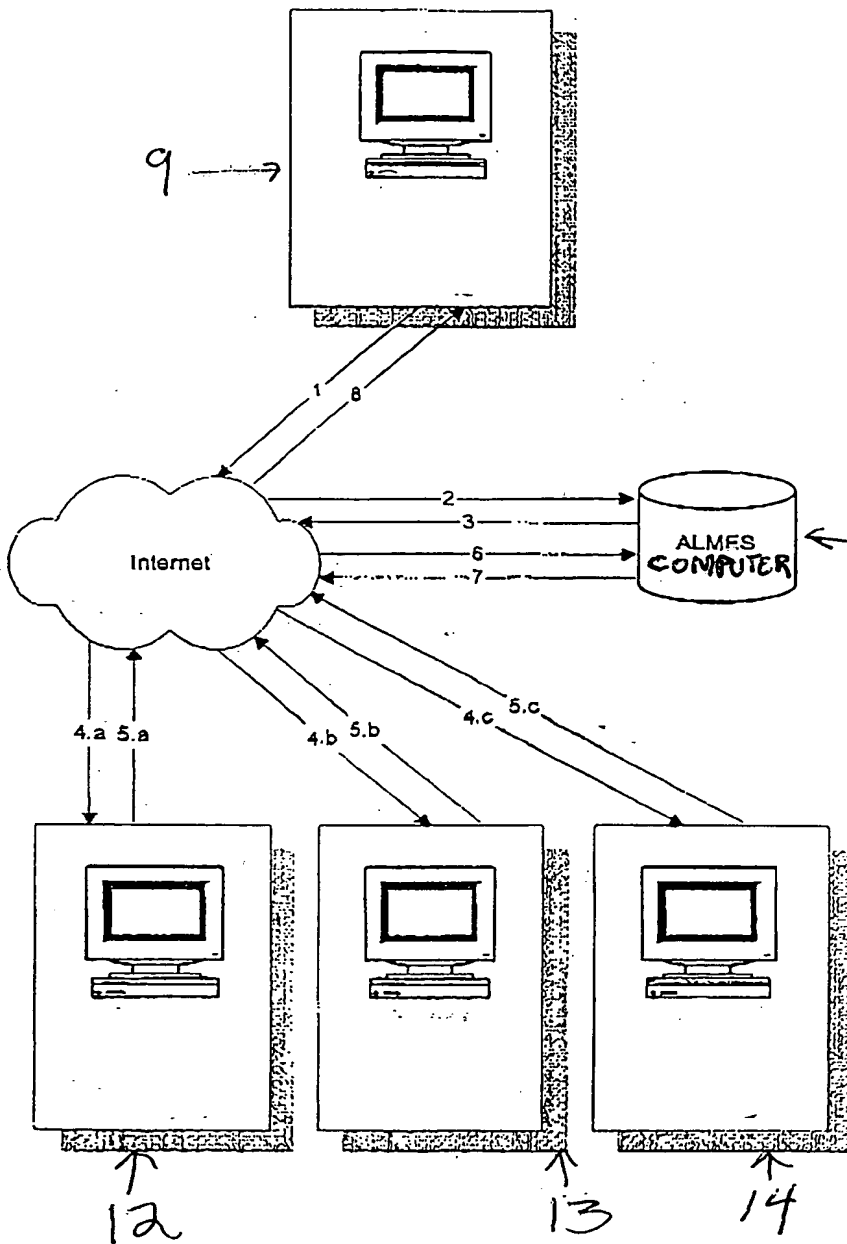 9
1
8
2
3
Internet
6
7
ALMES
COMPUTER
4.a
5.a
4.b
5.b
4.c
5.c
12
13
14